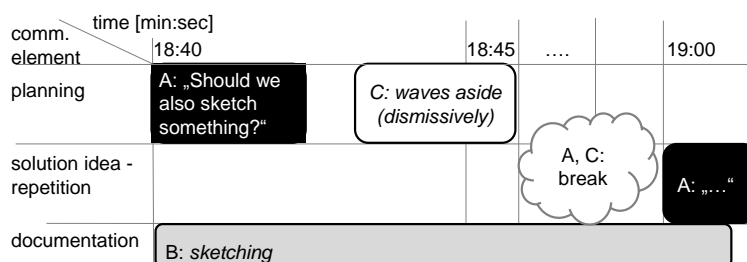 time [min:sec]
comm.
element
18:40
18:45
....
19:00
planning
A: „Should we
also sketch
something?“
C: waves aside
(dismissively)
solution idea -
repetition
A, C:
break
A: „…“
documentation
B: sketching